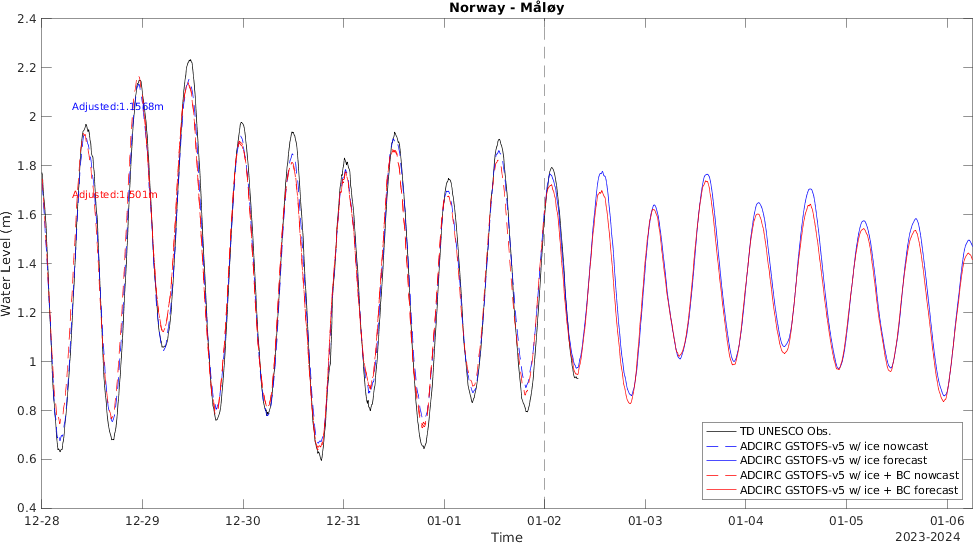 Norway - Måløy
2.4
2.2
2
1.8
1.6
1.4
1.2
1
0.8
0.6
0.4
Water Level (m)
Adjusted:1.1568m
Adjusted:1.1501m
TD UNESCO Obs.
ADCIRC GSTOFS-v5 w/ ice nowcast
ADCIRC GSTOFS-v5 w/ ice forecast
ADCIRC GSTOFS-v5 w/ ice + BC nowcast
ADCIRC GSTOFS-v5 w/ ice + BC forecast
12-28 12-29 12-30 12-31 01-01 01-02 01-03 01-04 01-05 01-06
Time
2023-2024